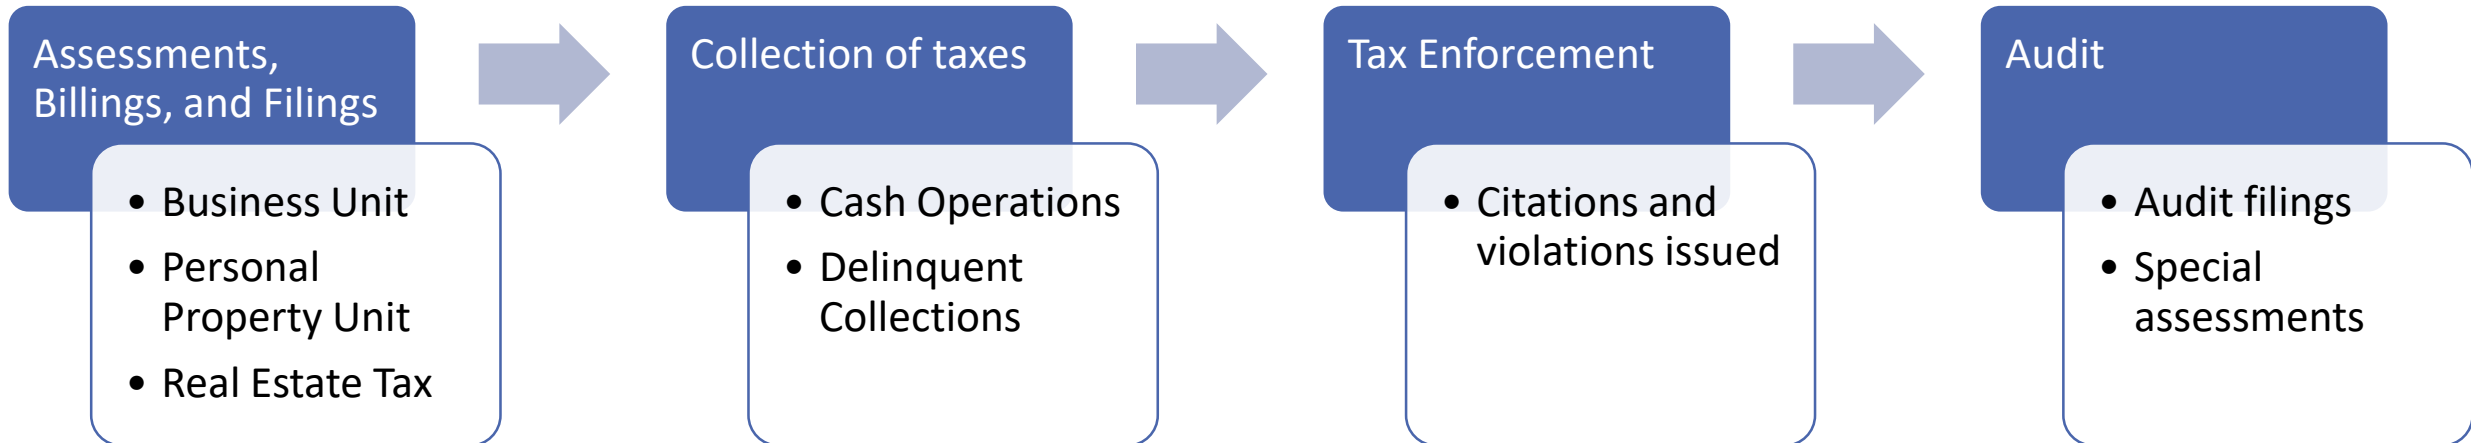 Assessments,
Billings, and Filings
• Business Unit
• Personal
Property Unit
• Real Estate Tax
Collection of taxes
• Cash Operations
• Delinquent
Collections
Tax Enforcement
• Citations and
violations issued
Audit
• Audit filings
• Special
assessments